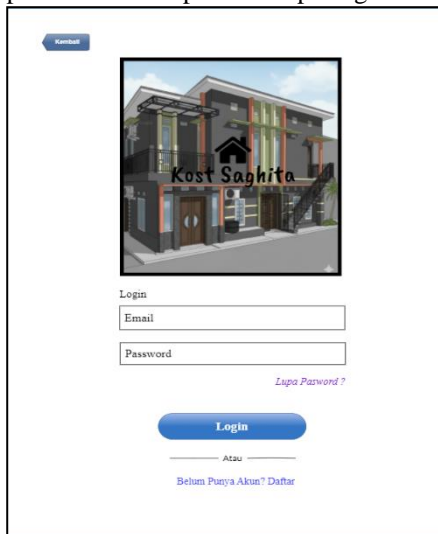 Kembali
Kost Saghita
Login
Email
Password
Lupa Pasword ?
Login
Atau
Belum Punya Akun? Daftar